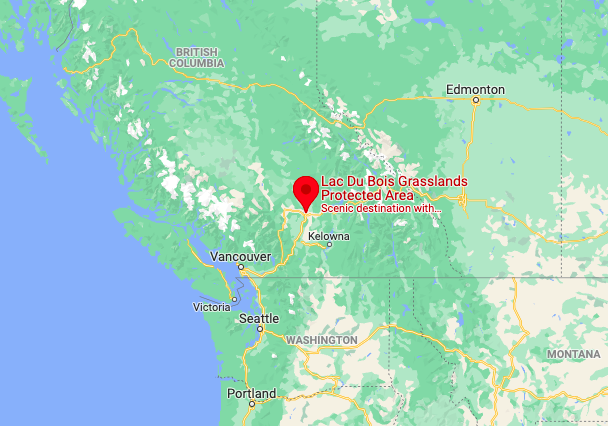 BRITISH
COLUMBIA
Edmonton
Lac Du Bois Grasslands
Protected Area
Scenic destination with...
Kelowna
Vancouver
Victoria
Seattle
WASHINGTON
MONTANA
Portland